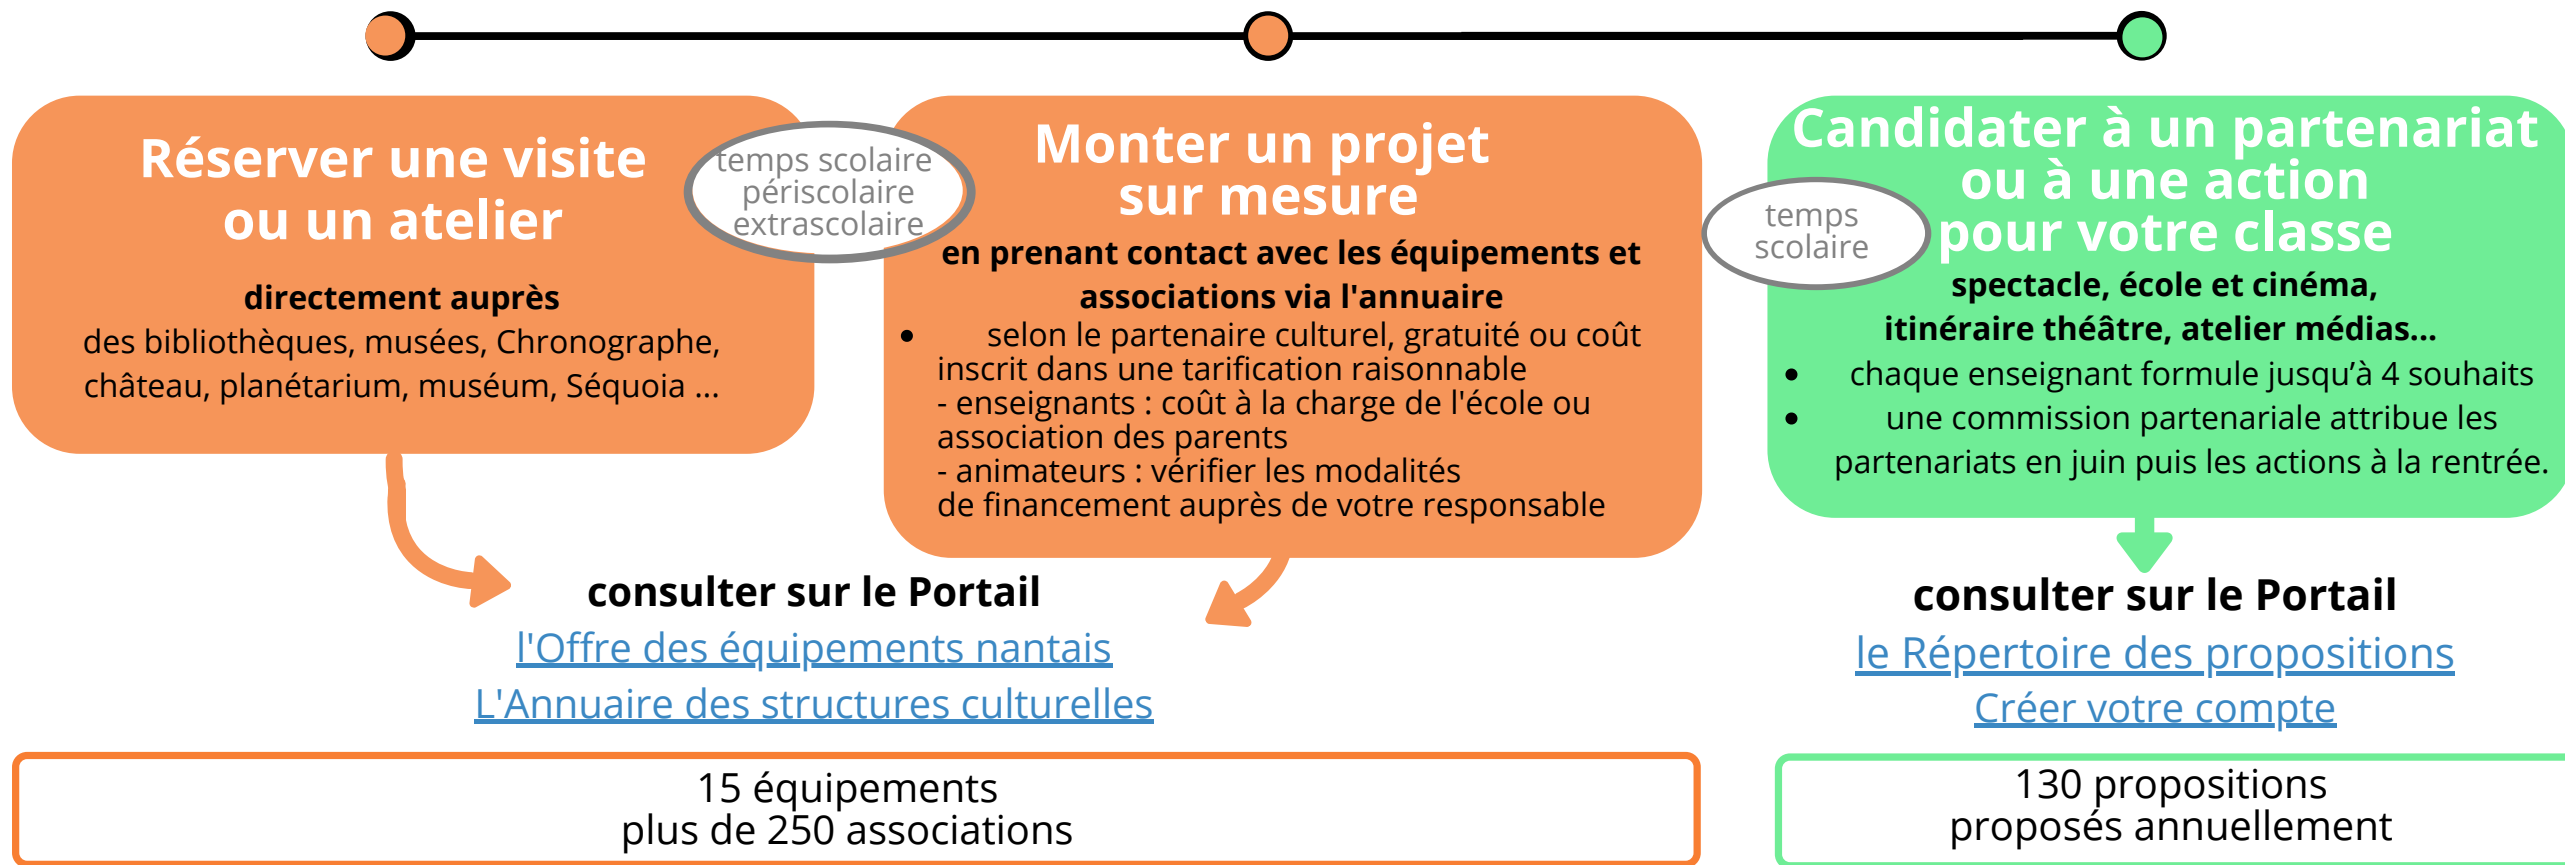 Réserver une visite
ou un atelier
directement auprès
des bibliothèques, musées, Chronographe,
château, planétarium, muséum, Séquoia ...
temps scolaire
périscolaire
extrascolaire
Monter un projet
sur mesure
en prenant contact avec les équipements et
associations via l'annuaire
• selon le partenaire culturel, gratuité ou coût
inscrit dans une tarification raisonnable
- enseignants : coût à la charge de l'école ou
association des parents
- animateurs : vérifier les modalités
de financement auprès de votre responsable
temps
scolaire
Candidater à un partenariat
ou à une action
pour votre classe
spectacle, école et cinéma,
itinéraire théâtre, atelier médias...
• chaque enseignant formule jusqu’à 4 souhaits
• une commission partenariale attribue les
partenariats en juin puis les actions à la rentrée.
consulter sur le Portail
l'Offre des équipements nantais
L'Annuaire des structures culturelles
consulter sur le Portail
le Répertoire des propositions
Créer votre compte
15 équipements
plus de 250 associations
130 propositions
proposés annuellement